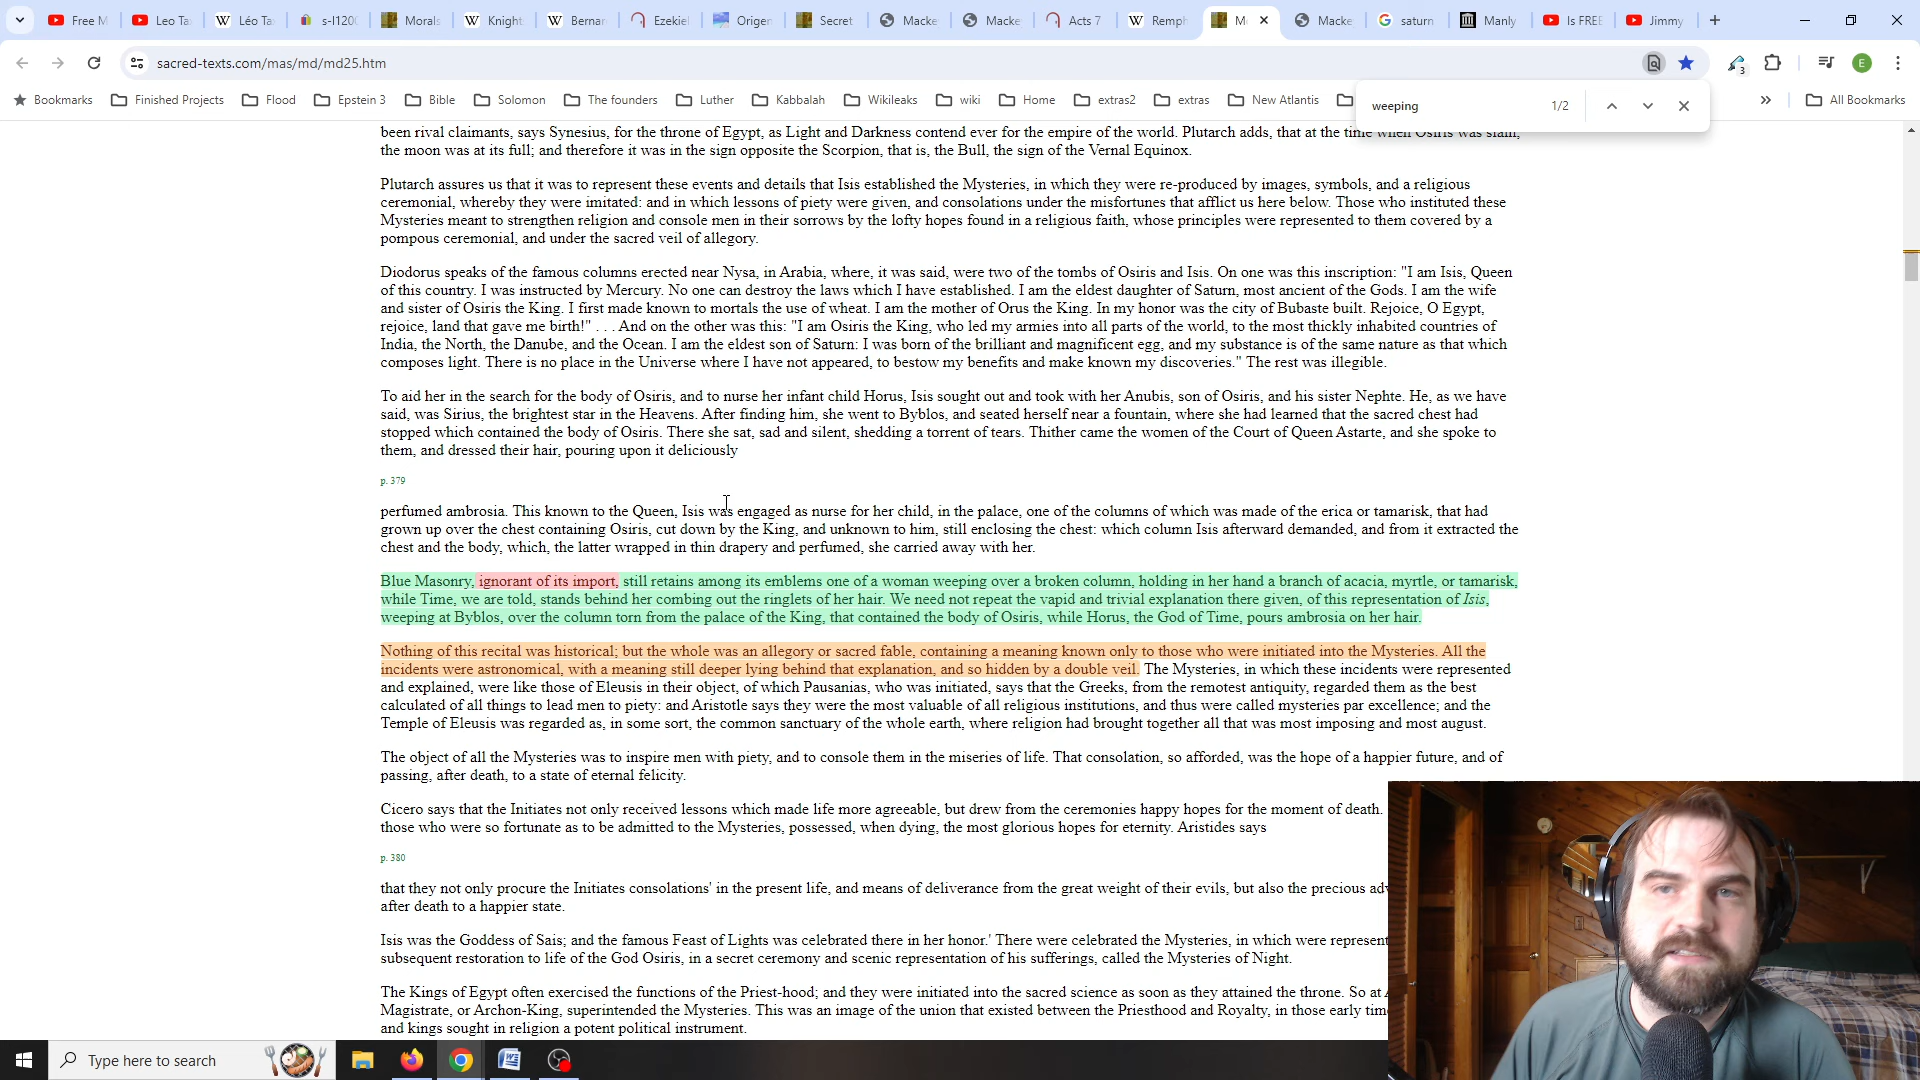 Free M
Leo Ta
Léo Ta
s-l120(
Morals
Knight
Bernar
Ezekiel
Origen
Secret
Macke
Macke
Acts 7
Remph
M
Macke
saturn
Manly
Is FREE
Jimmy
sacred-texts.com/mas/md/md25.htm
3
E
Bookmarks
Finished Projects
Flood
Epstein 3
Bible
Solomon
The founders
Luther
Kabbalah
Wikileaks
wiki
Home
extras2
extras
New Atlantis
All Bookmarks
weeping
1/2
been rival claimants, says Synesius, for the throne of Egypt, as Light and Darkness contend ever for the empire of the world. Plutarch adds, that at the time when Osiris was slain,
the moon was at its full; and therefore it was in the sign opposite the Scorpion, that is, the Bull, the sign of the Vernal Equinox.
Plutarch assures us that it was to represent these events and details that Isis established the Mysteries, in which they were re-produced by images, symbols, and a religious
ceremonial, whereby they were imitated: and in which lessons of piety were given, and consolations under the misfortunes that afflict us here below. Those who instituted these
Mysteries meant to strengthen religion and console men in their sorrows by the lofty hopes found in a religious faith, whose principles were represented to them covered by a
pompous ceremonial, and under the sacred veil of allegory.
Diodorus speaks of the famous columns erected near Nysa, in Arabia, where, it was said, were two of the tombs of Osiris and Isis. On one was this inscription: "I am Isis, Queen
of this country. I was instructed by Mercury. No one can destroy the laws which I have established. I am the eldest daughter of Saturn, most ancient of the Gods. I am the wife
and sister of Osiris the King. I first made known to mortals the use of wheat. I am the mother of Orus the King. In my honor was the city of Bubaste built. Rejoice, O Egypt,
rejoice, land that gave me birth!" . . . And on the other was this: "I am Osiris the King, who led my armies into all parts of the world, to the most thickly inhabited countries of
India, the North, the Danube, and the Ocean. I am the eldest son of Saturn: I was born of the brilliant and magnificent egg, and my substance is of the same nature as that which
composes light. There is no place in the Universe where I have not appeared, to bestow my benefits and make known my discoveries." The rest was illegible.
To aid her in the search for the body of Osiris, and to nurse her infant child Horus, Isis sought out and took with her Anubis, son of Osiris, and his sister Nephte. He, as we have
said, was Sirius, the brightest star in the Heavens. After finding him, she went to Byblos, and seated herself near a fountain, where she had learned that the sacred chest had
stopped which contained the body of Osiris. There she sat, sad and silent, shedding a torrent of tears. Thither came the women of the Court of Queen Astarte, and she spoke to
them, and dressed their hair, pouring upon it deliciously
p. 379
perfumed ambrosia. This known to the Queen, Isis was engaged as nurse for her child, in the palace, one of the columns of which was made of the erica or tamarisk, that had
grown up over the chest containing Osiris, cut down by the King, and unknown to him, still enclosing the chest: which column Isis afterward demanded, and from it extracted the
chest and the body, which, the latter wrapped in thin drapery and perfumed, she carried away with her.
Blue Masonry, ignorant of its import, still retains among its emblems one of a woman weeping over a broken column, holding in her hand a branch of acacia, myrtle, or tamarisk,
while Time, we are told, stands behind her combing out the ringlets of her hair. We need not repeat the vapid and trivial explanation there given, of this representation of Isis,
weeping at Byblos, over the column torn from the palace of the King, that contained the body of Osiris, while Horus, the God of Time, pours ambrosia on her hair.
Nothing of this recital was historical; but the whole was an allegory or sacred fable, containing a meaning known only to those who were initiated into the Mysteries. All the
incidents were astronomical, with a meaning still deeper lying behind that explanation, and so hidden by a double veil. The Mysteries, in which these incidents were represented
and explained, were like those of Eleusis in their object, of which Pausanias, who was initiated, says that the Greeks, from the remotest antiquity, regarded them as the best
calculated of all things to lead men to piety: and Aristotle says they were the most valuable of all religious institutions, and thus were called mysteries par excellence; and the
Temple of Eleusis was regarded as, in some sort, the common sanctuary of the whole earth, where religion had brought together all that was most imposing and most august.
The object of all the Mysteries was to inspire men with piety, and to console them in the miseries of life. That consolation, so afforded, was the hope of a happier future, and of
passing, after death, to a state of eternal felicity.
Cicero says that the Initiates not only received lessons which made life more agreeable, but drew from the ceremonies happy hopes for the moment of death.
those who were so fortunate as to be admitted to the Mysteries, possessed, when dying, the most glorious hopes for eternity. Aristides says
p. 380
that they not only procure the Initiates consolations' in the present life, and means of deliverance from the great weight of their evils, but also the precious adv
after death to a happier state.
Isis was the Goddess of Sais; and the famous Feast of Lights was celebrated there in her honor.' There were celebrated the Mysteries, in which were represent
subsequent restoration to life of the God Osiris, in a secret ceremony and scenic representation of his sufferings, called the Mysteries of Night.
The Kings of Egypt often exercised the functions of the Priest-hood; and they were initiated into the sacred science as soon as they attained the throne. So at
Magistrate, or Archon-King, superintended the Mysteries. This was an image of the union that existed between the Priesthood and Royalty, in those early tim
and kings sought in religion a potent political instrument.
Type here to search